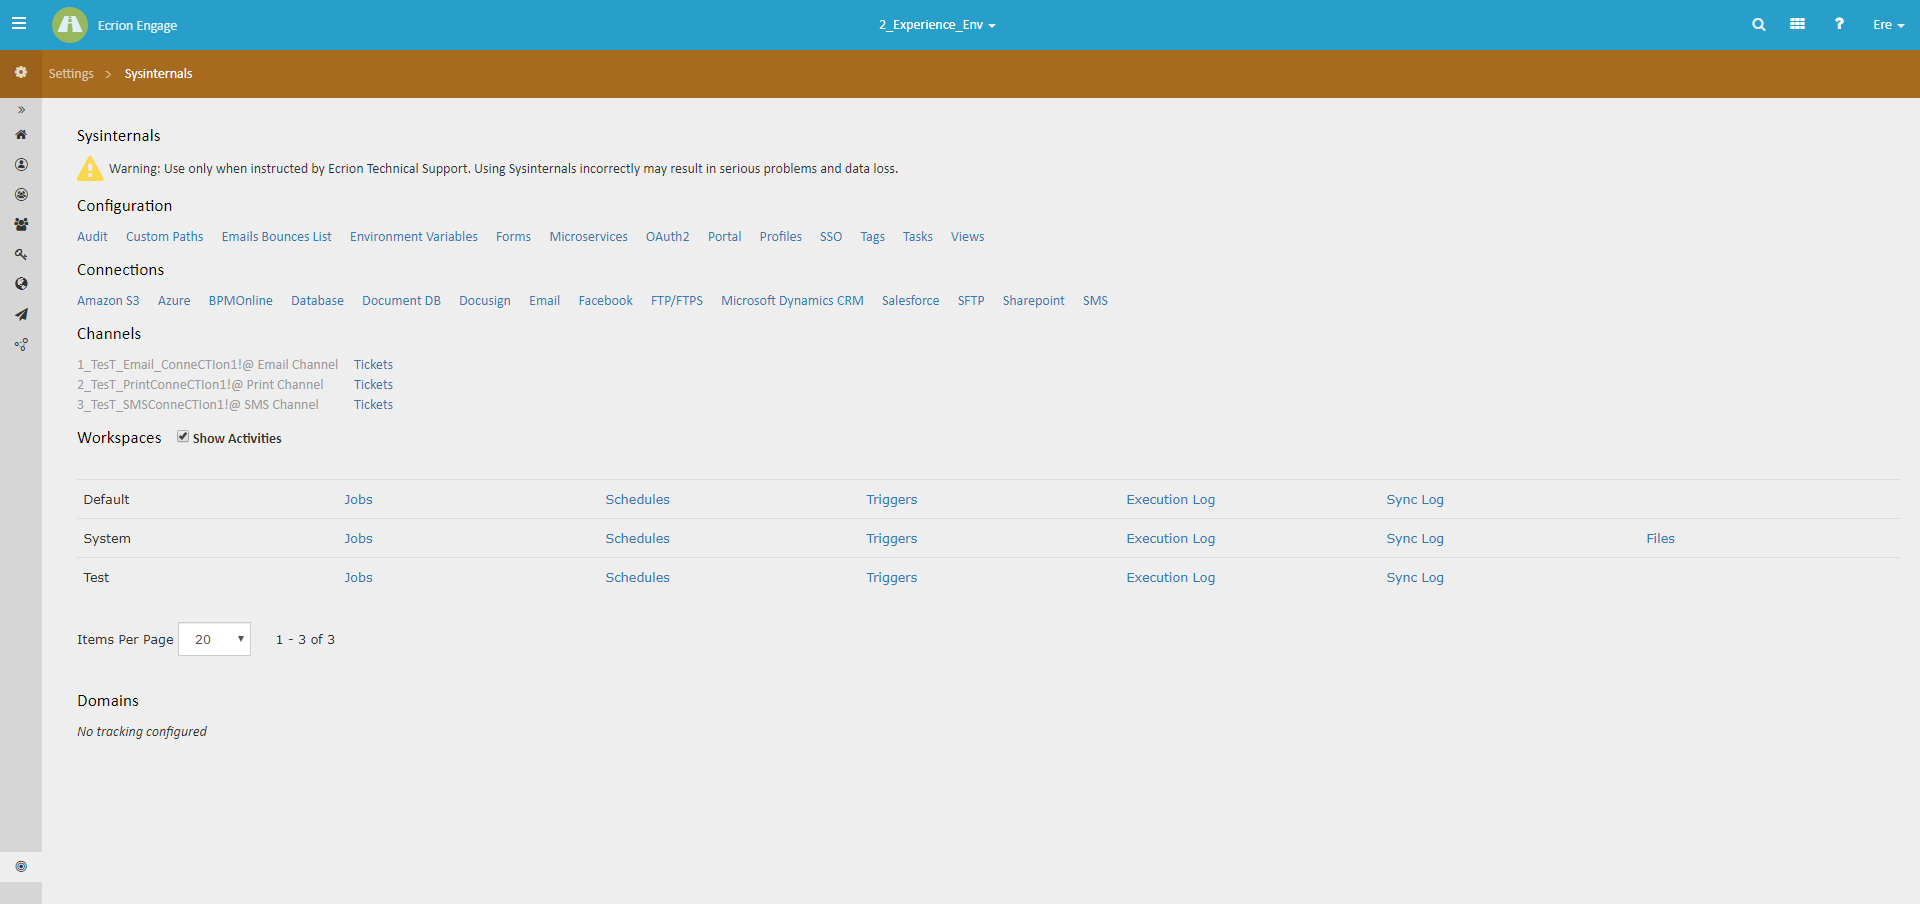 Ecrion Engage 2_Experience_Env ? Ere
Settings > Sysinternals
Sysinternals
Warning: Use only when instructed by Ecrion Technical Support. Using Sysinternals incorrectly may result in serious problems and data loss.
Configuration
Audit Custom Paths Emails Bounces List Environment Variables Forms Microservices OAuth2 Portal Profiles SSO Tags Tasks Views
Connections
Amazon S3 Azure BPMOnline Database Document DB Docusign Email Facebook FTP/FTPS Microsoft Dynamics CRM Salesforce SFTP Sharepoint SMS
Channels
1_TesT_Email_ConneCTIon1!@ Email Channel Tickets
2_TesT_PrintConneCTIon1!@ Print Channel Tickets
3_TesT_SMSConneCTIon1!@ SMS Channel Tickets
Workspaces Show Activities
Default Jobs Schedules Triggers Execution Log Sync Log
System Jobs Schedules Triggers Execution Log Sync Log Files
Test Jobs Schedules Triggers Execution Log Sync Log
Items Per Page 20 1 - 3 of 3
Domains
No tracking configured